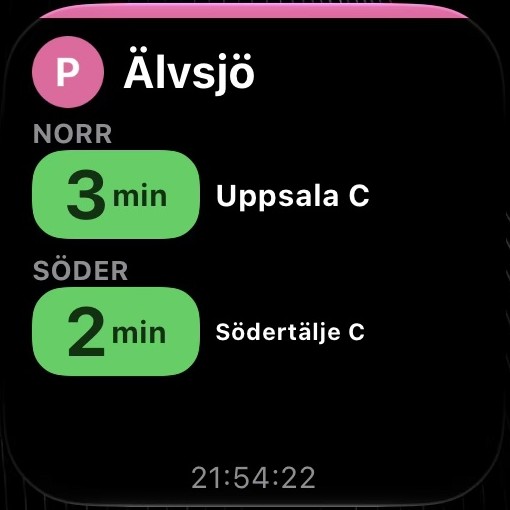 P Älvsjö
NORR
3 min Uppsala C
SÖDER
2 min Södertälje C
21:54:22